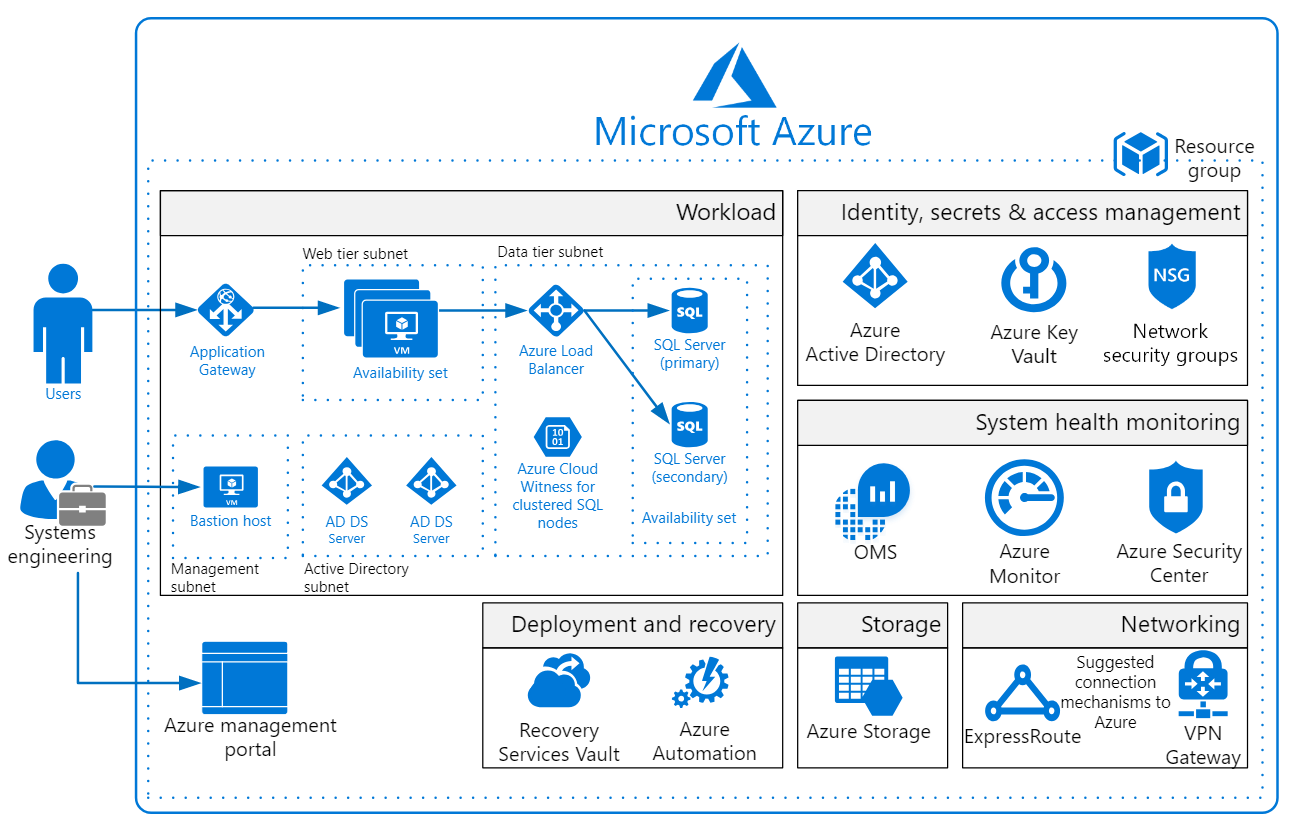 Microsoft Azure
Resource
group
Workload
Web tier subnet
Data tier subnet
Users
Application
Gateway
VM
Availability set
Azure Load
Balancer
SQL
SQL Server
(primary)
SQL
SQL Server
(secondary)
Availability set
10
01
Azure Cloud
Witness for
clustered SQL
nodes
Systems
engineering
VM
Bastion host
Management
subnet
AD DS
Server
AD DS
Server
Active Directory
subnet
Azure management
portal
Identity, secrets & access management
Azure
Active Directory
Azure Key
Vault
NSG
Network
security groups
System health monitoring
OMS
Azure
Monitor
Azure Security
Center
Deployment and recovery
Recovery
Services Vault
Azure
Automation
Storage
Azure Storage
Networking
ExpressRoute
Suggested
connection
mechanisms to
Azure
VPN
Gateway